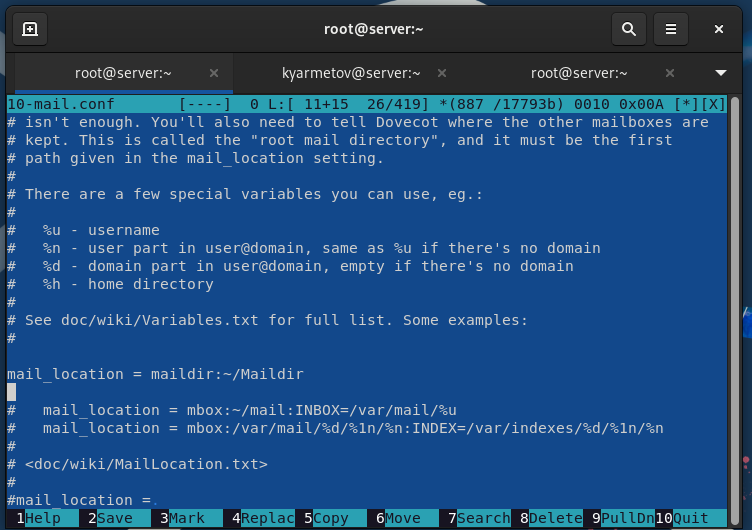 root@server:~
root@server:~ × kyarmetov@server:~ × root@server:~ ×
10-mail.conf       [----]  0 L:[ 11+15  26/419] *(887 /17793b) 0010 0x00A [*][X]
# isn't enough. You'll also need to tell Dovecot where the other mailboxes are
# kept. This is called the "root mail directory", and it must be the first
# path given in the mail_location setting.
#
# There are a few special variables you can use, eg.:
#
#   %u - username
#   %n - user part in user@domain, same as %u if there's no domain
#   %d - domain part in user@domain, empty if there's no domain
#   %h - home directory
#
# See doc/wiki/Variables.txt for full list. Some examples:
#
mail_location = maildir:~/Maildir
#   mail_location = mbox:~/mail:INBOX=/var/mail/%u
#   mail_location = mbox:/var/mail/%d/%1n/%n:INDEX=/var/indexes/%d/%1n/%n
#
# <doc/wiki/MailLocation.txt>
#
#mail_location =.
1Help 2Save 3Mark 4Replac 5Copy 6Move 7Search 8Delete 9PullDn 10Quit